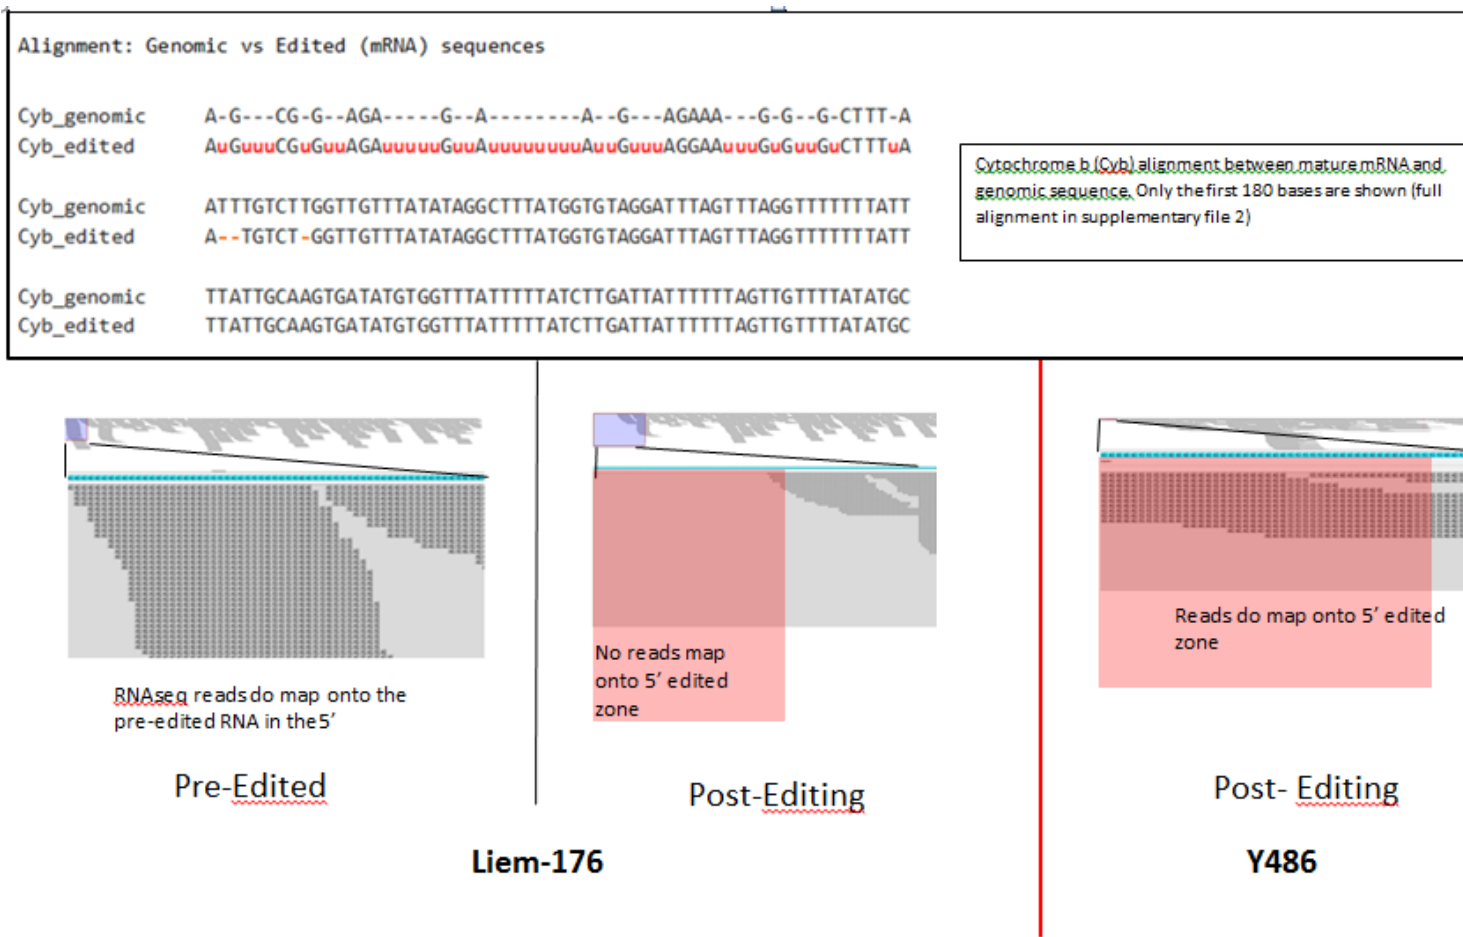 Alignment: Genomic vs Edited (mRNA) sequences
Cyb_genomic A-G---CG-G--AGA-----G--A--------A--G---AGAAA---G-G--G-CTTT-A
Cyb_edited AuGuuuCGuGuuAGAuuuuuGuuAuuuuuuuuAuuGuuuAGGAAuuuGuGuuGuCTTTuA
Cyb_genomic ATTTGTCTTGGTTGTTTATATAGGCTTTATGGTGTAGGATTTAGTTTAGGTTTTTTTATT
Cyb_edited A--TGTCT-GGTTGTTTATATAGGCTTTATGGTGTAGGATTTAGTTTAGGTTTTTTTATT
Cyb_genomic TTATTGCAAGTGATATGTGGTTTATTTTTATCTTGATTATTTTTTAGTTGTTTTATATGC
Cyb_edited TTATTGCAAGTGATATGTGGTTTATTTTTATCTTGATTATTTTTTAGTTGTTTTATATGC
Cytochrome b (Cyb) alignment between mature mRNA and
genomic sequence. Only the first 180 bases are shown (full
alignment in supplementary file 2)
RNAseq reads do map onto the
pre-edited RNA in the 5'
Pre-Edited
No reads map
onto 5' edited
zone
Post-Editing
Liem-176
Reads do map onto 5' edited
zone
Post- Editing
Y486